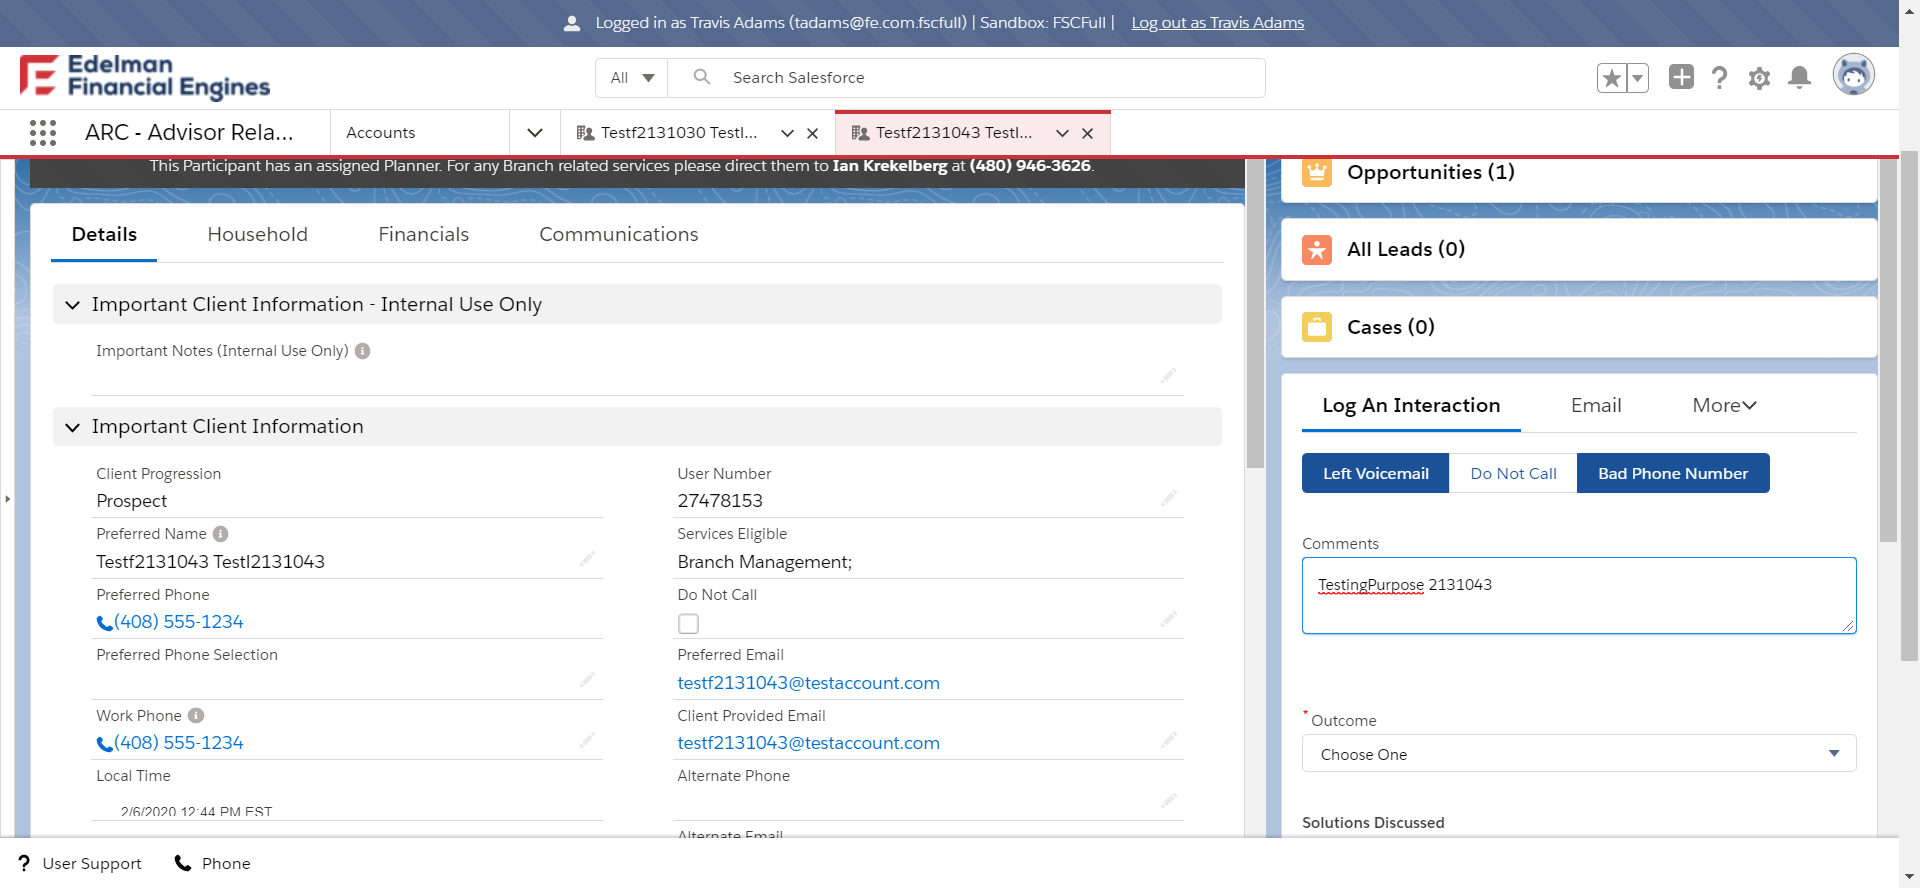 Logged in as Travis Adams (tadams@fe.com.fscfull) | Sandbox: FSCFull | Log out as Travis Adams
Edelman
Financial Engines
All
Search Salesforce
ARC - Advisor Rela...
Accounts
Testf2131030 Testl...
Testf2131043 Testl...
This Participant has an assigned Planner. For any Branch related services please direct them to Ian Krekelberg at (480) 946-3626.
Details
Household
Financials
Communications
Important Client Information - Internal Use Only
Important Notes (Internal Use Only)
Important Client Information
Client Progression
Prospect
User Number
27478153
Preferred Name
Testf2131043 Testl2131043
Services Eligible
Branch Management;
Preferred Phone
(408) 555-1234
Do Not Call
Preferred Phone Selection
Preferred Email
testf2131043@testaccount.com
Work Phone
(408) 555-1234
Client Provided Email
testf2131043@testaccount.com
Local Time
2/6/2020 12:44 PM EST
Alternate Phone
Alternate Email
Opportunities (1)
All Leads (0)
Cases (0)
Log An Interaction
Email
More
Left Voicemail
Do Not Call
Bad Phone Number
Comments
TestingPurpose 2131043
* Outcome
Choose One
Solutions Discussed
? User Support
Phone